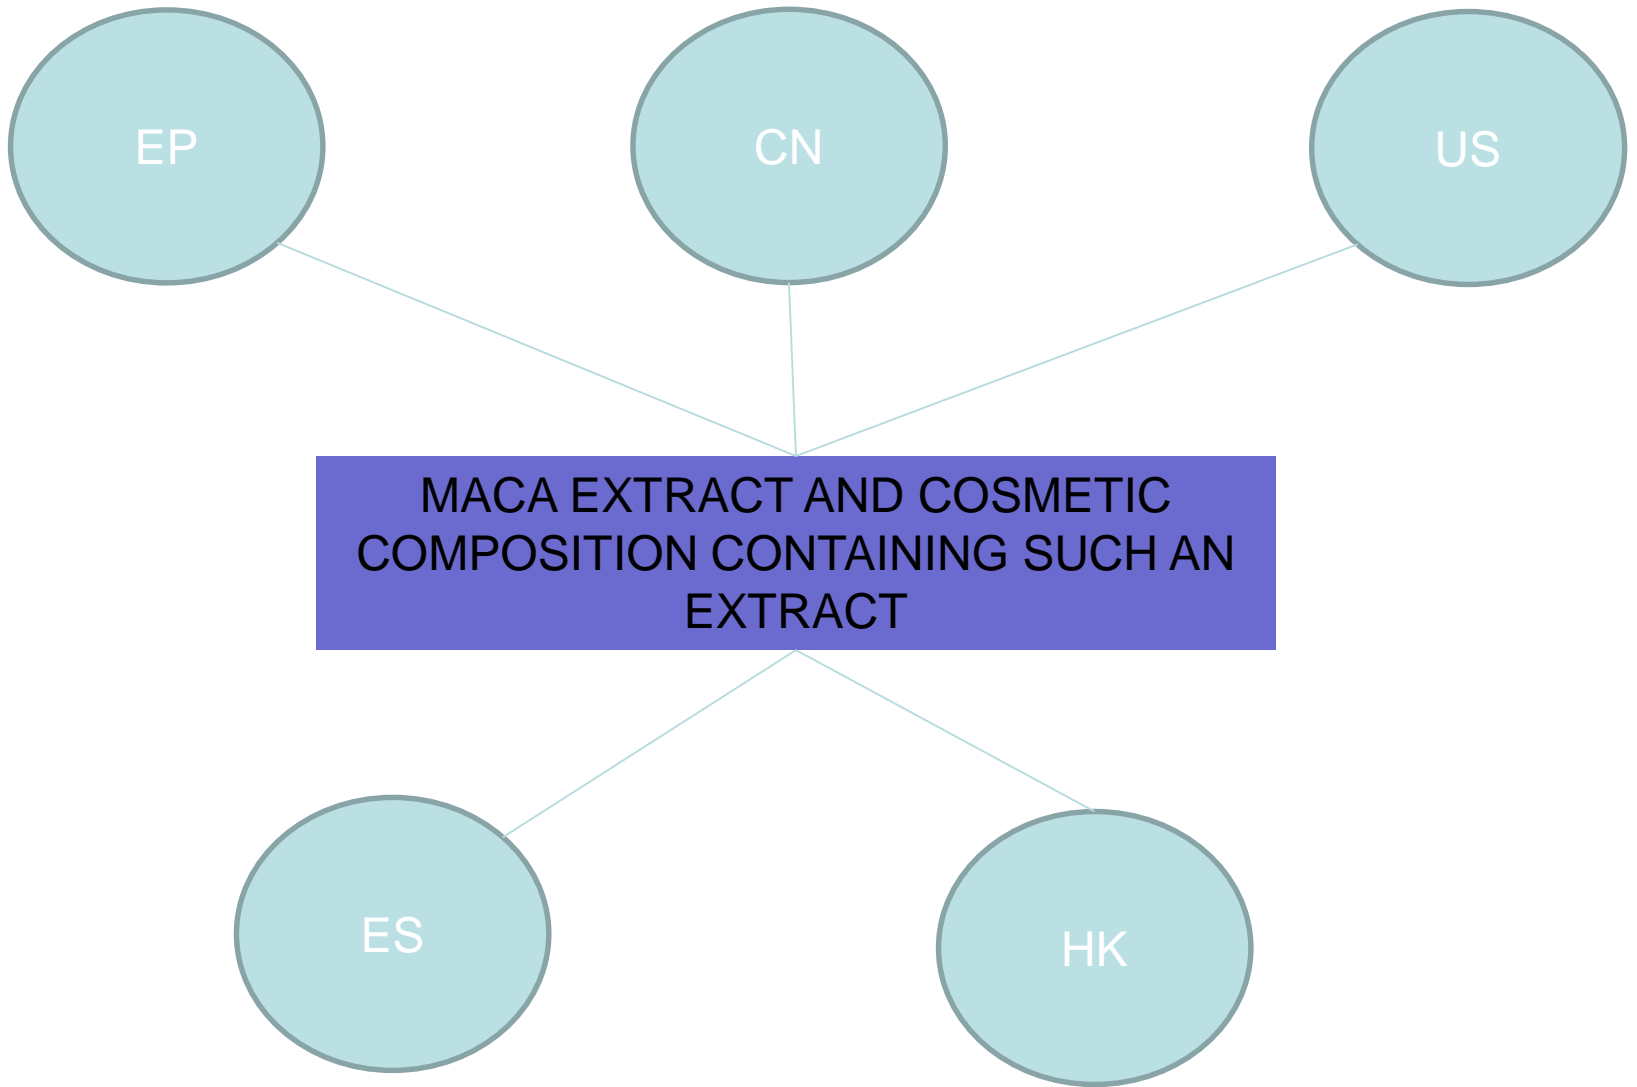 EP
CN
US
MACA EXTRACT AND COSMETIC
COMPOSITION CONTAINING SUCH AN
EXTRACT
ES
HK